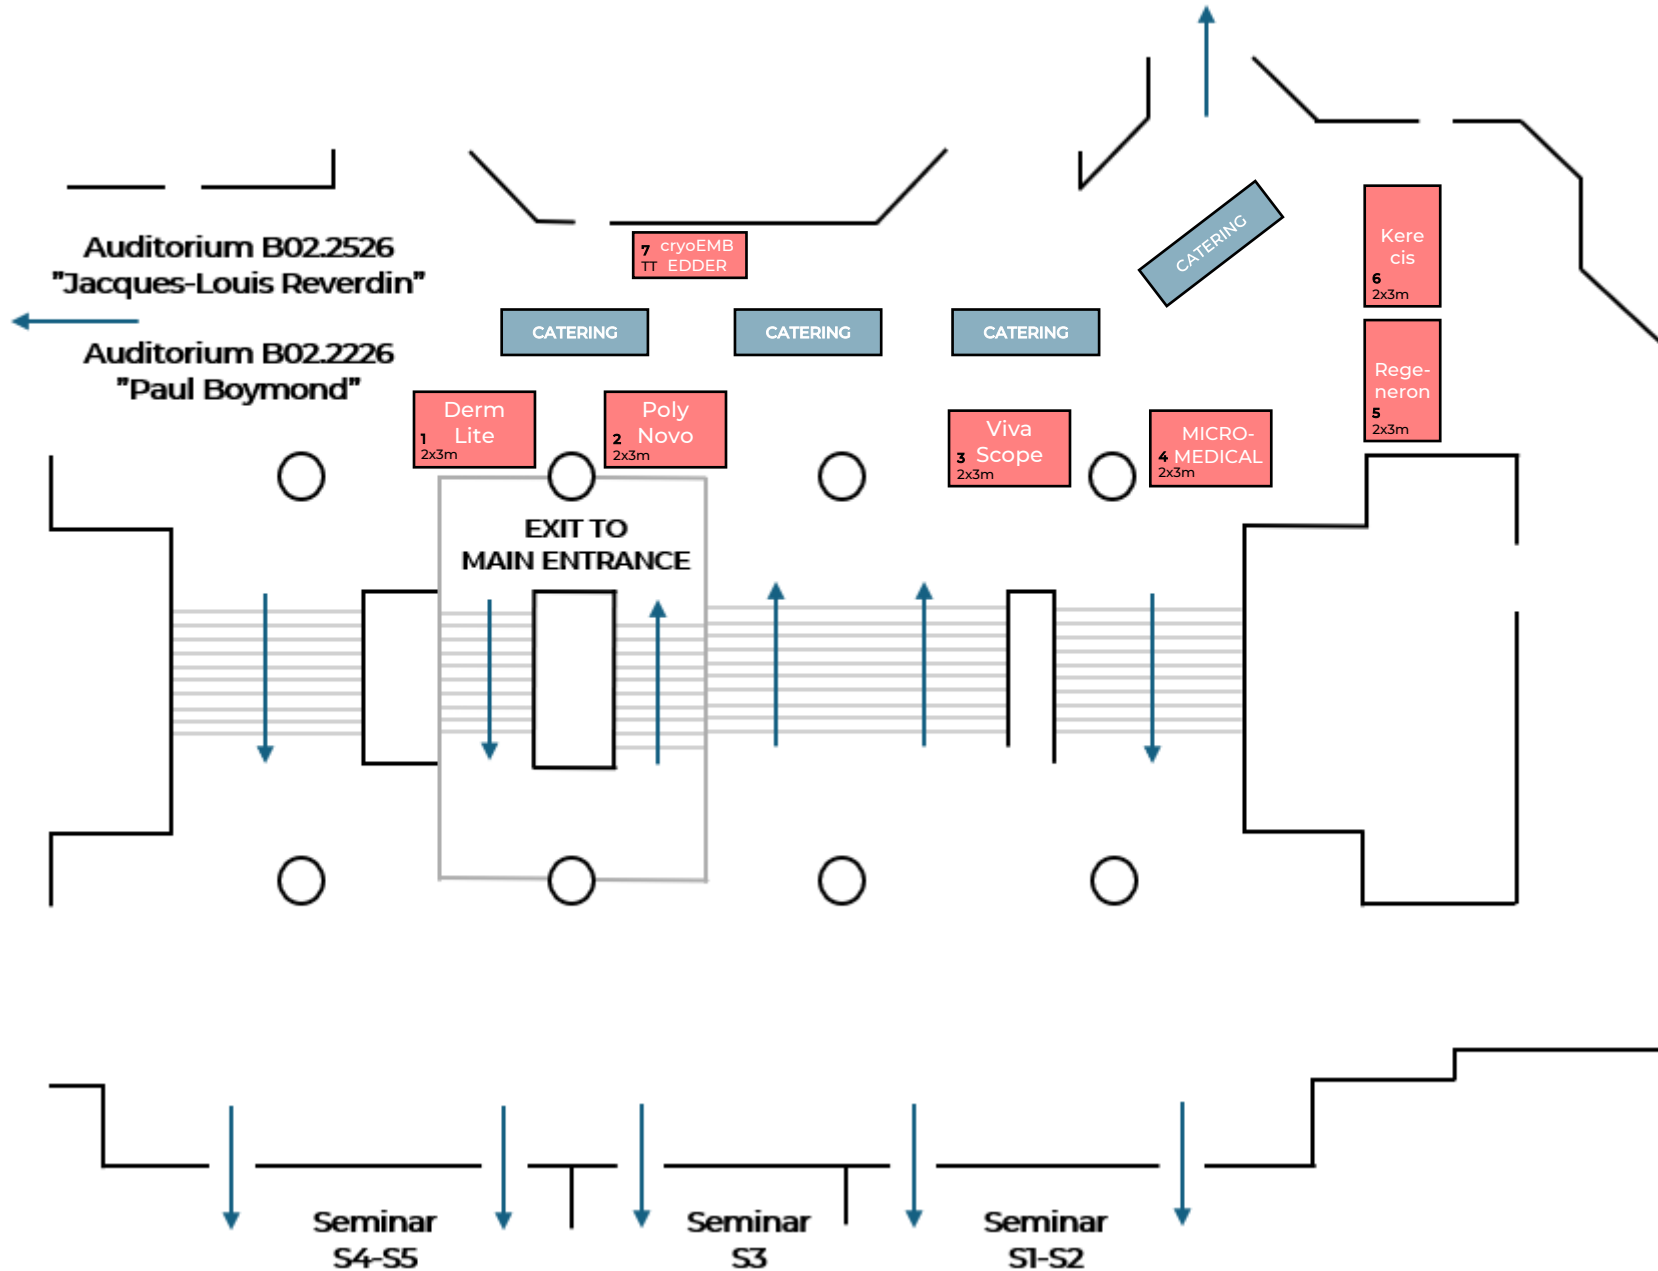 Auditorium B02.2526
"Jacques-Louis Reverdin"
Auditorium B02.2226
"Paul Boymond"
7 cryoEMB
TT EDDER
CATERING
CATERING
CATERING
CATERING
Kere
cis
6
2x3m
Rege-
neron
5
2x3m
Derm
1 Lite
2x3m
Poly
2 Novo
2x3m
Viva
3 Scope
2x3m
MICRO-
4 MEDICAL
2x3m
EXIT TO
MAIN ENTRANCE
Seminar
S4-S5
Seminar
S3
Seminar
S1-S2